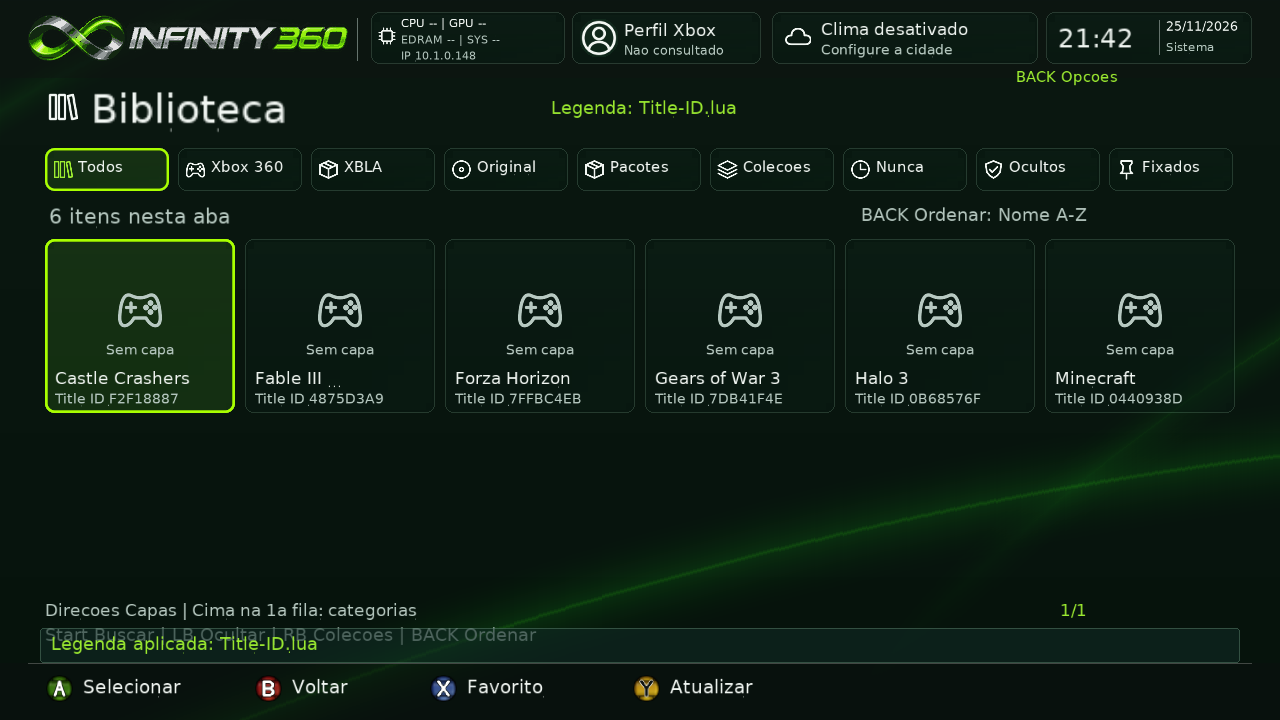 INFINITY 360
CPU -- | GPU --
EDRAM -- | SYS --
IP 10.1.0.148
Perfil Xbox
Nao consultado
Clima desativado
Configure a cidade
21:42
25/11/2026
Sistema
BACK Opcoes
Biblioteca
Legenda: Title-ID.lua
Todos
Xbox 360
XBLA
Original
Pacotes
Colecoes
Nunca
Ocultos
Fixados
6 itens nesta aba
BACK Ordenar: Nome A-Z
Sem capa
Castle Crashers
Title ID F2F18887
Sem capa
Fable III ...
Title ID 4875D3A9
Sem capa
Forza Horizon
Title ID 7FFBC4EB
Sem capa
Gears of War 3
Title ID 7DB41F4E
Sem capa
Halo 3
Title ID 0B68576F
Sem capa
Minecraft
Title ID 0440938D
Direcoes Capas | Cima na 1a fila: categorias
1/1
Start Buscar | LB Ocultar | RB Colecoes | BACK Ordenar
Legenda aplicada: Title-ID.lua
A Selecionar
B Voltar
X Favorito
Y Atualizar